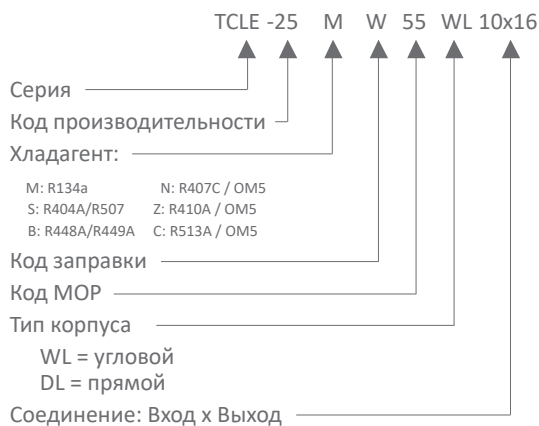 TCLE -25 M W 55 WL 10x16
Серия
Код производительности
Хладагент:
M: R134a N: R407C / OM5
S: R404A/R507 Z: R410A / OM5
B: R448A/R449A C: R513A / OM5
Код заправки
Код МОР
Тип корпуса
WL = угловой
DL = прямой
Соединение: Вход х Выход